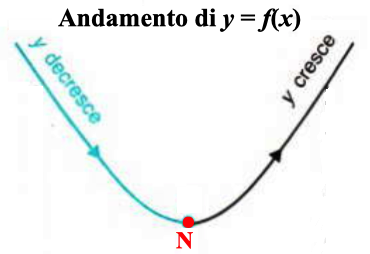 Andamento di y = f(x)
y decresce
y cresce
N